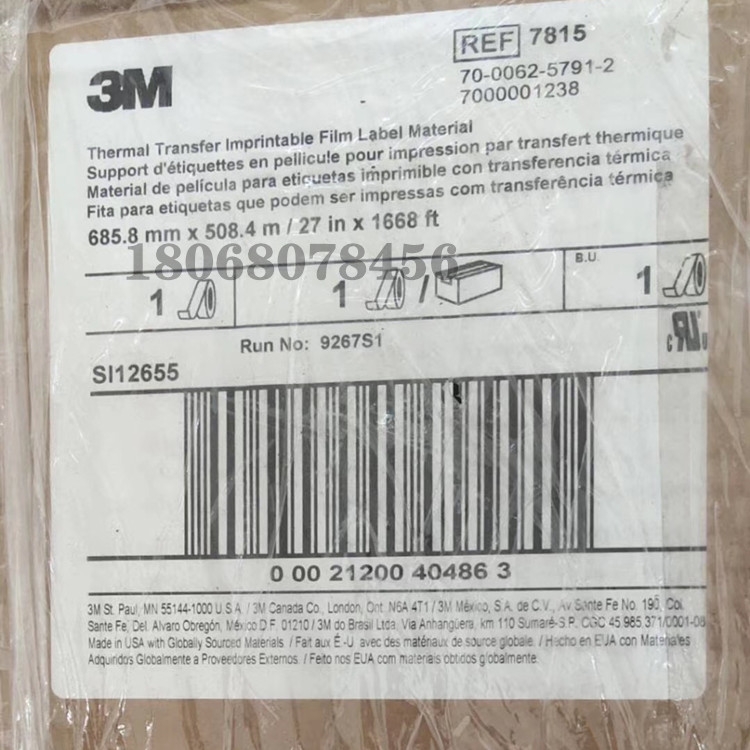 3M
REF 7815
70-0062-5791-2
7000001238
Thermal Transfer Imprintable Film Label Material
Support d'étiquettes en pellicule pour impression par transfert thermique
Material de película para etiquetas imprimible con transferencia térmica
Fita para etiquetas que podem ser impressas com transferência térmica
685.8 mm x 508.4 m / 27 in x 1668 ft
18068078456
1 1 / B.U. 1
Run No: 9267S1
SI12655
0 00 21200 40486 3
3M St. Paul, MN 55144-1000 U.S.A. / 3M Canada Co., London, Ont. N6A 4T1 / 3M México, S.A. de C.V., Av Sante Fe No. 190, Col.
Sante Fe, Del. Alvaro Obregón, México D.F. 01210 / 3M do Brasil Ltda. Via Anhanguera, km 110 Sumaré-S.P. CGC 45.985.371/0001-08
Made in USA with Globally Sourced Materials. / Fait aux É.-U. avec des matériaux de source globale. / Hecho en EUA con Materiales
Adquiridos Globalmente a Proveedores Externos. / Feito nos EUA com materiais obtidos globalmente.